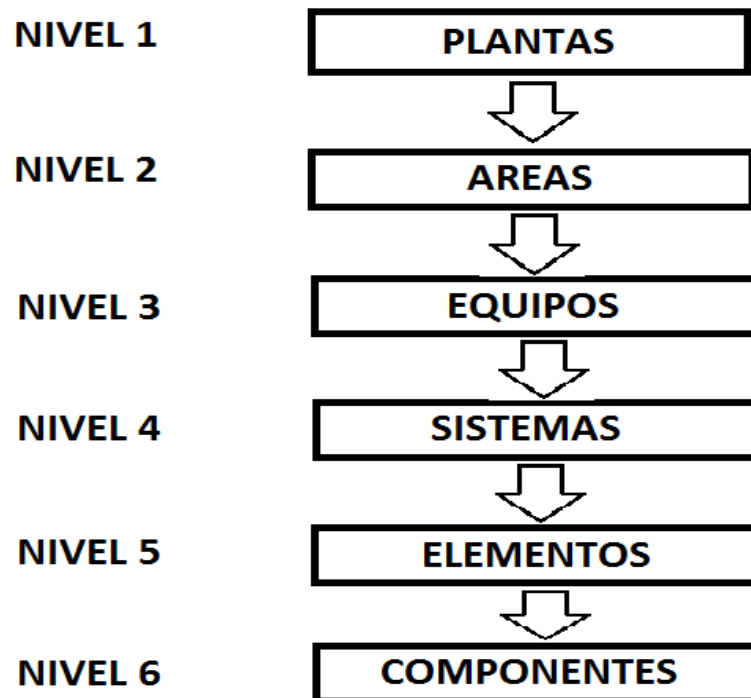 NIVEL 1 PLANTAS
NIVEL 2 AREAS
NIVEL 3 EQUIPOS
NIVEL 4 SISTEMAS
NIVEL 5 ELEMENTOS
NIVEL 6 COMPONENTES